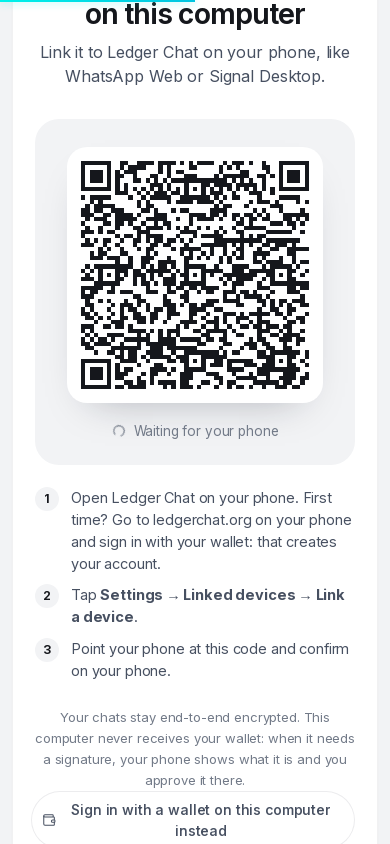 on this computer
Link it to Ledger Chat on your phone, like
WhatsApp Web or Signal Desktop.
Waiting for your phone
1 Open Ledger Chat on your phone. First
time? Go to ledgerchat.org on your phone
and sign in with your wallet: that creates
your account.
2 Tap Settings → Linked devices → Link
a device.
3 Point your phone at this code and confirm
on your phone.
Your chats stay end-to-end encrypted. This
computer never receives your wallet: when it needs
a signature, your phone shows what it is and you
approve it there.
Sign in with a wallet on this computer
instead